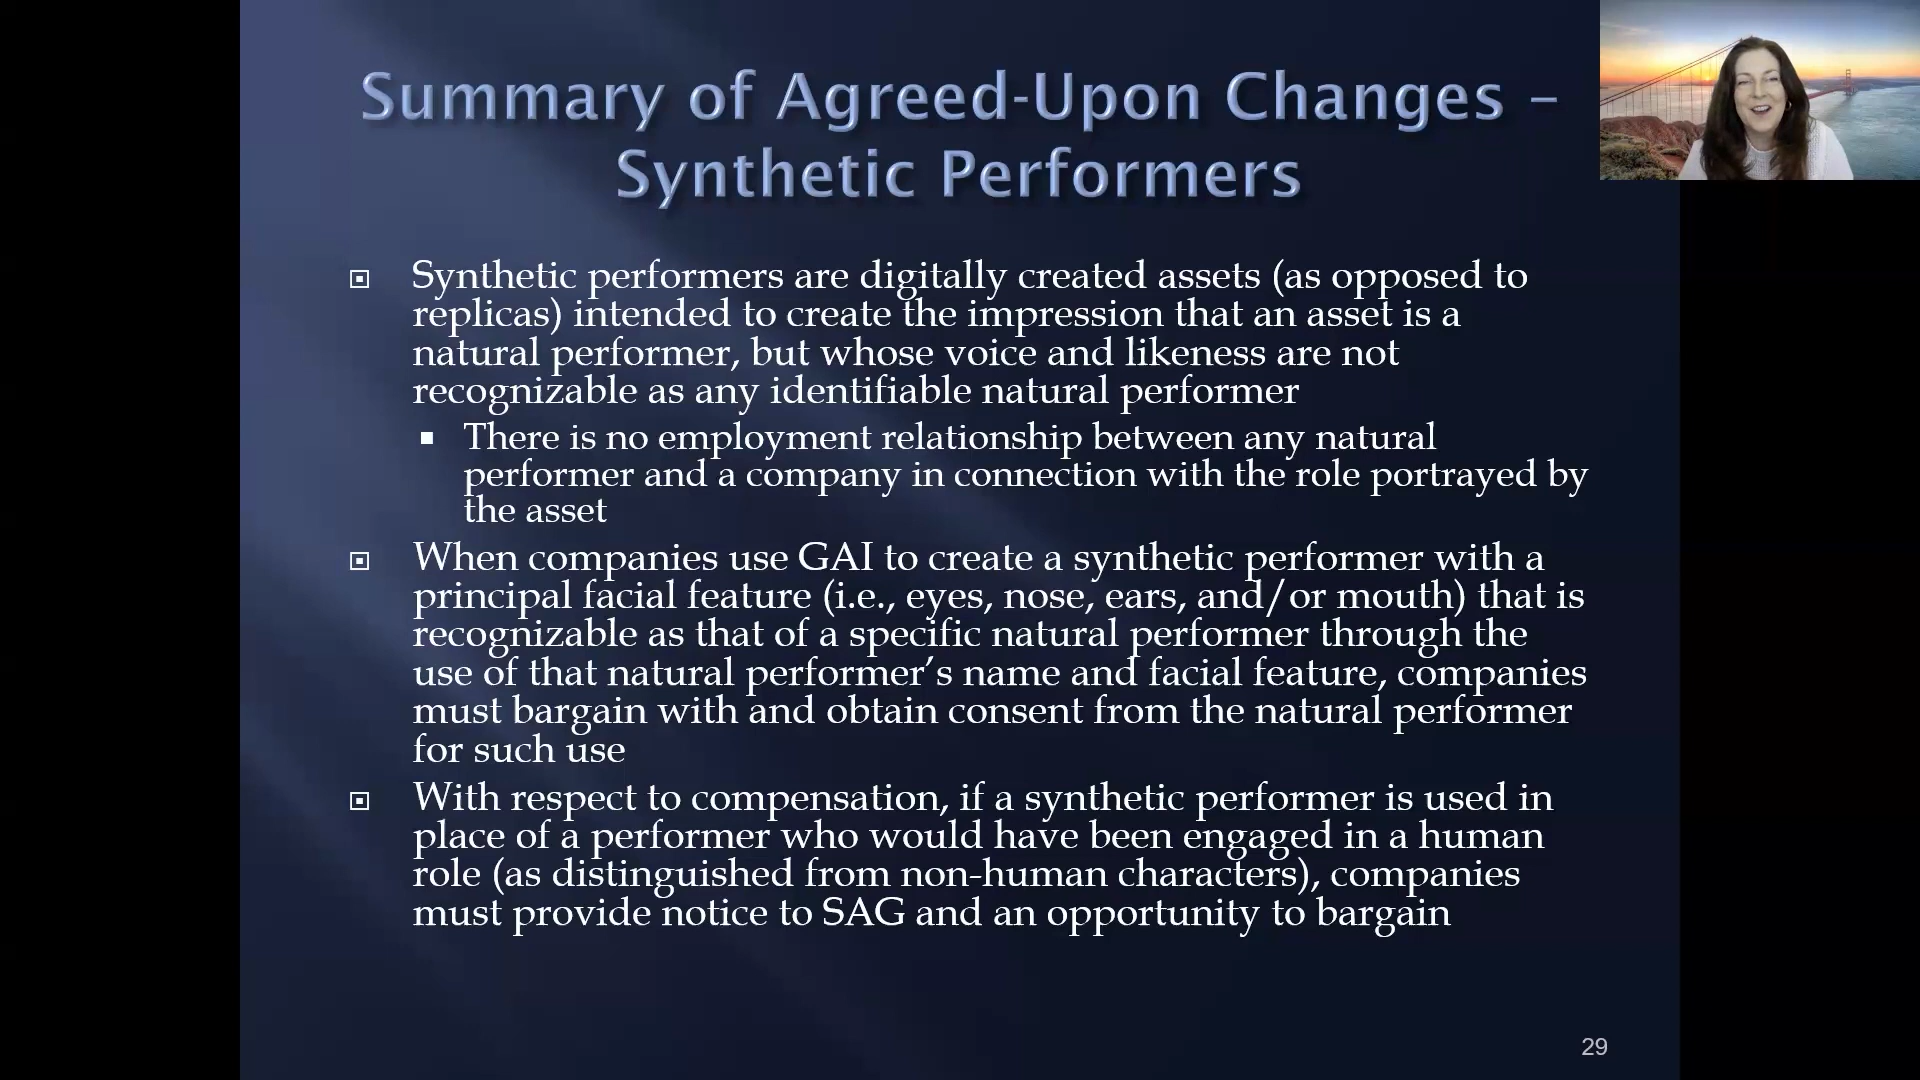 Summary of Agreed-Upon Changes –
Synthetic Performers
Synthetic performers are digitally created assets (as opposed to
replicas) intended to create the impression that an asset is a
natural performer, but whose voice and likeness are not
recognizable as any identifiable natural performer
There is no employment relationship between any natural
performer and a company in connection with the role portrayed by
the asset
When companies use GAI to create a synthetic performer with a
principal facial feature (i.e., eyes, nose, ears, and/or mouth) that is
recognizable as that of a specific natural performer through the
use of that natural performer’s name and facial feature, companies
must bargain with and obtain consent from the natural performer
for such use
With respect to compensation, if a synthetic performer is used in
place of a performer who would have been engaged in a human
role (as distinguished from non-human characters), companies
must provide notice to SAG and an opportunity to bargain
29